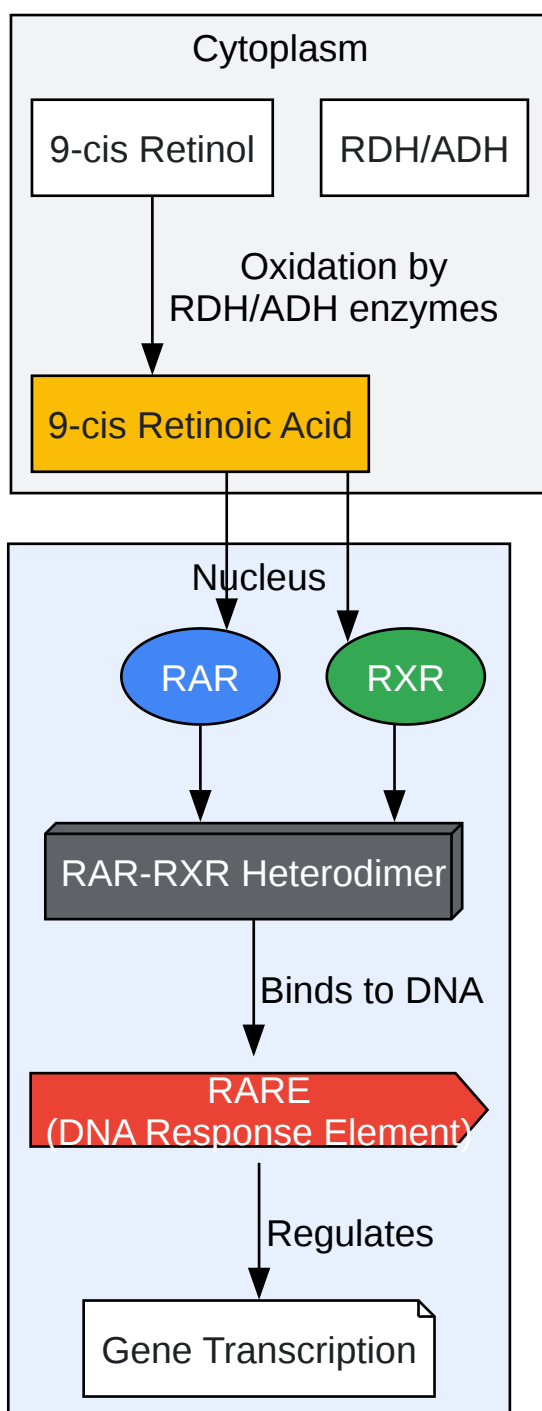 Cytoplasm
9-cis Retinol
RDH/ADH
Oxidation by
RDH/ADH enzymes
9-cis Retinoic Acid
Nucleus
RAR
RXR
RAR-RXR Heterodimer
Binds to DNA
RARE
(DNA Response Element)
Regulates
Gene Transcription